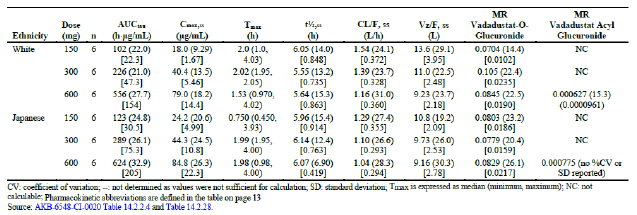 Ethnicity Dose (mg) n AUCτ,ss (h·µg/mL) Cmax,ss (µg/mL) Tmax (h) t½,ss (h) CL/F, ss (L/h) Vz/F, ss (L) MR Vadadustat-O-Glucuronide MR Vadadustat Acyl Glucuronide
White 150 6 102 (22.0) [22.3] 18.0 (9.29) [1.67] 2.0 (1.0, 4.03) 6.05 (14.0) [0.848] 1.54 (24.1) [0.372] 13.6 (29.1) [3.95] 0.0704 (14.4) [0.0102] NC
300 6 226 (21.0) [47.3] 40.4 (13.5) [5.46] 2.02 (1.95, 2.05) 5.55 (13.2) [0.735] 1.39 (23.7) [0.328] 11.0 (22.5) [2.48] 0.105 (22.4) [0.0235] NC
600 6 556 (27.7) [154] 79.0 (18.2) [14.4] 1.53 (0.970, 4.02) 5.64 (15.3) [0.863] 1.16 (31.0) [0.360] 9.23 (23.7) [2.18] 0.0845 (22.5) [0.0190] 0.000627 (15.3) (0.0000961)
Japanese 150 6 123 (24.8) [30.5] 24.2 (20.6) [4.99] 0.750 (0.450, 3.93) 5.96 (15.4) [0.914] 1.27 (29.4) [0.355] 10.8 (19.2) [2.09] 0.0803 (23.2) [0.0186] NC
300 6 289 (26.1) [75.3] 44.3 (24.5) [10.8] 1.99 (1.95, 4.00) 6.14 (12.4) [0.763] 1.10 (26.6) [0.293] 9.73 (26.0) [2.53] 0.0779 (20.4) [0.0159] NC
600 6 624 (32.9) [205] 84.8 (26.3) [22.3] 1.98 (0.98, 4.00) 6.07 (6.90) [0.419] 1.04 (28.3) [0.294] 9.16 (30.3) [2.78] 0.0829 (26.1) [0.0217] 0.000775 (no %CV or SD reported)
CV: coefficient of variation; --: not determined as values were not sufficient for calculation; SD: standard deviation; Tmax is expressed as median (minimum, maximum); NC: not
calculable; Pharmacokinetic abbreviations are defined in the table on page 13
Source: AKB-6548-CI-0020 Table 14.2.2.4 and Table 14.2.2.28.